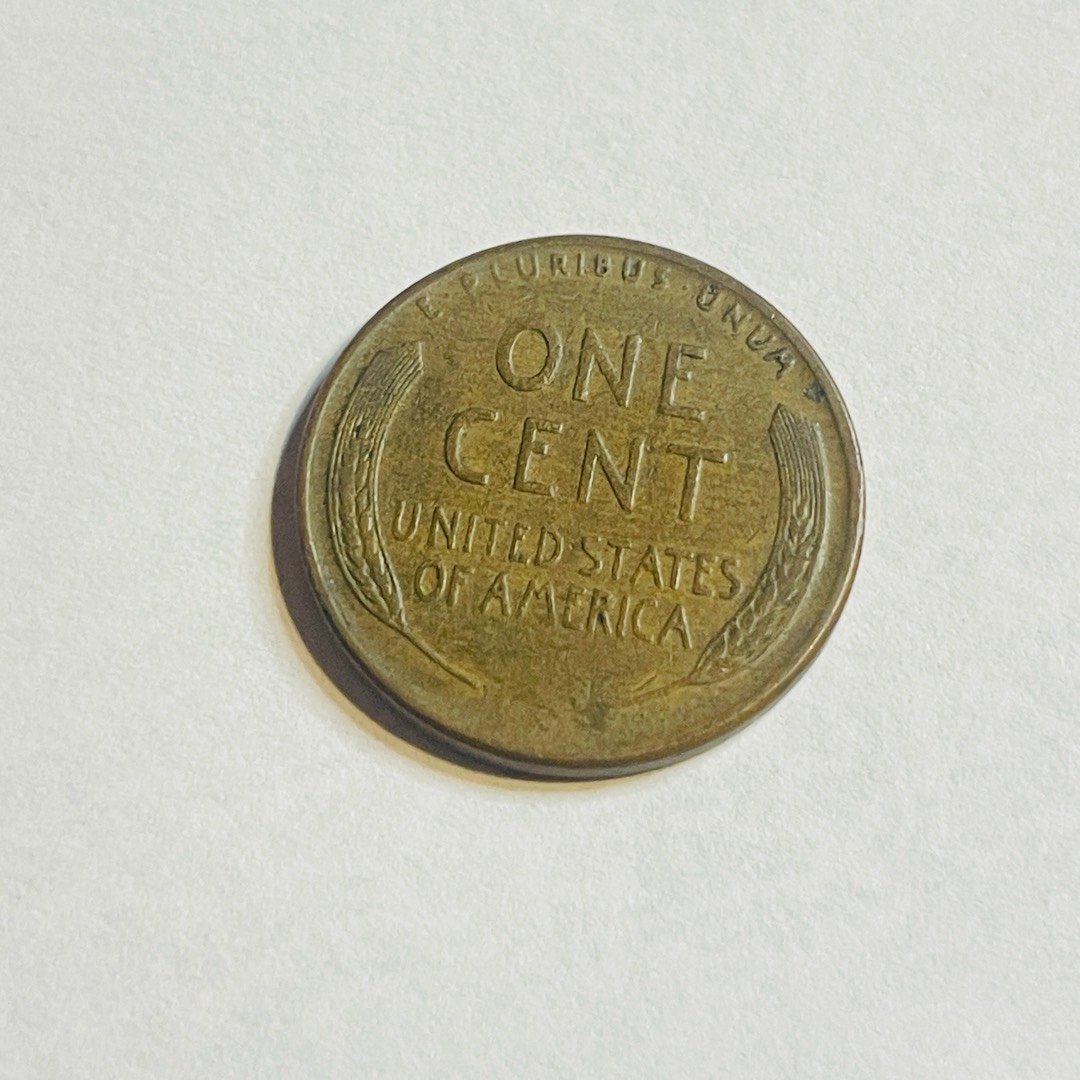 E · PLURIBUS · UNUM
ONE
CENT
UNITED STATES
OF AMERICA